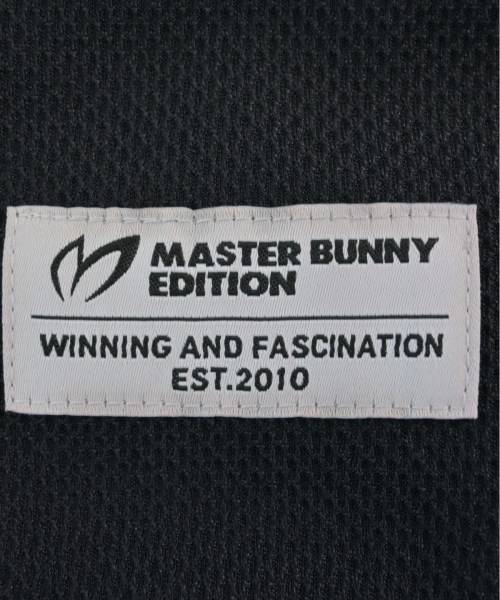 MASTER BUNNY
EDITION
WINNING AND FASCINATION
EST.2010